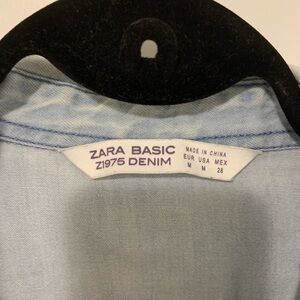 ZARA BASIC
Z1975 DENIM
MADE IN CHINA
EUR USA MEX
M M 28